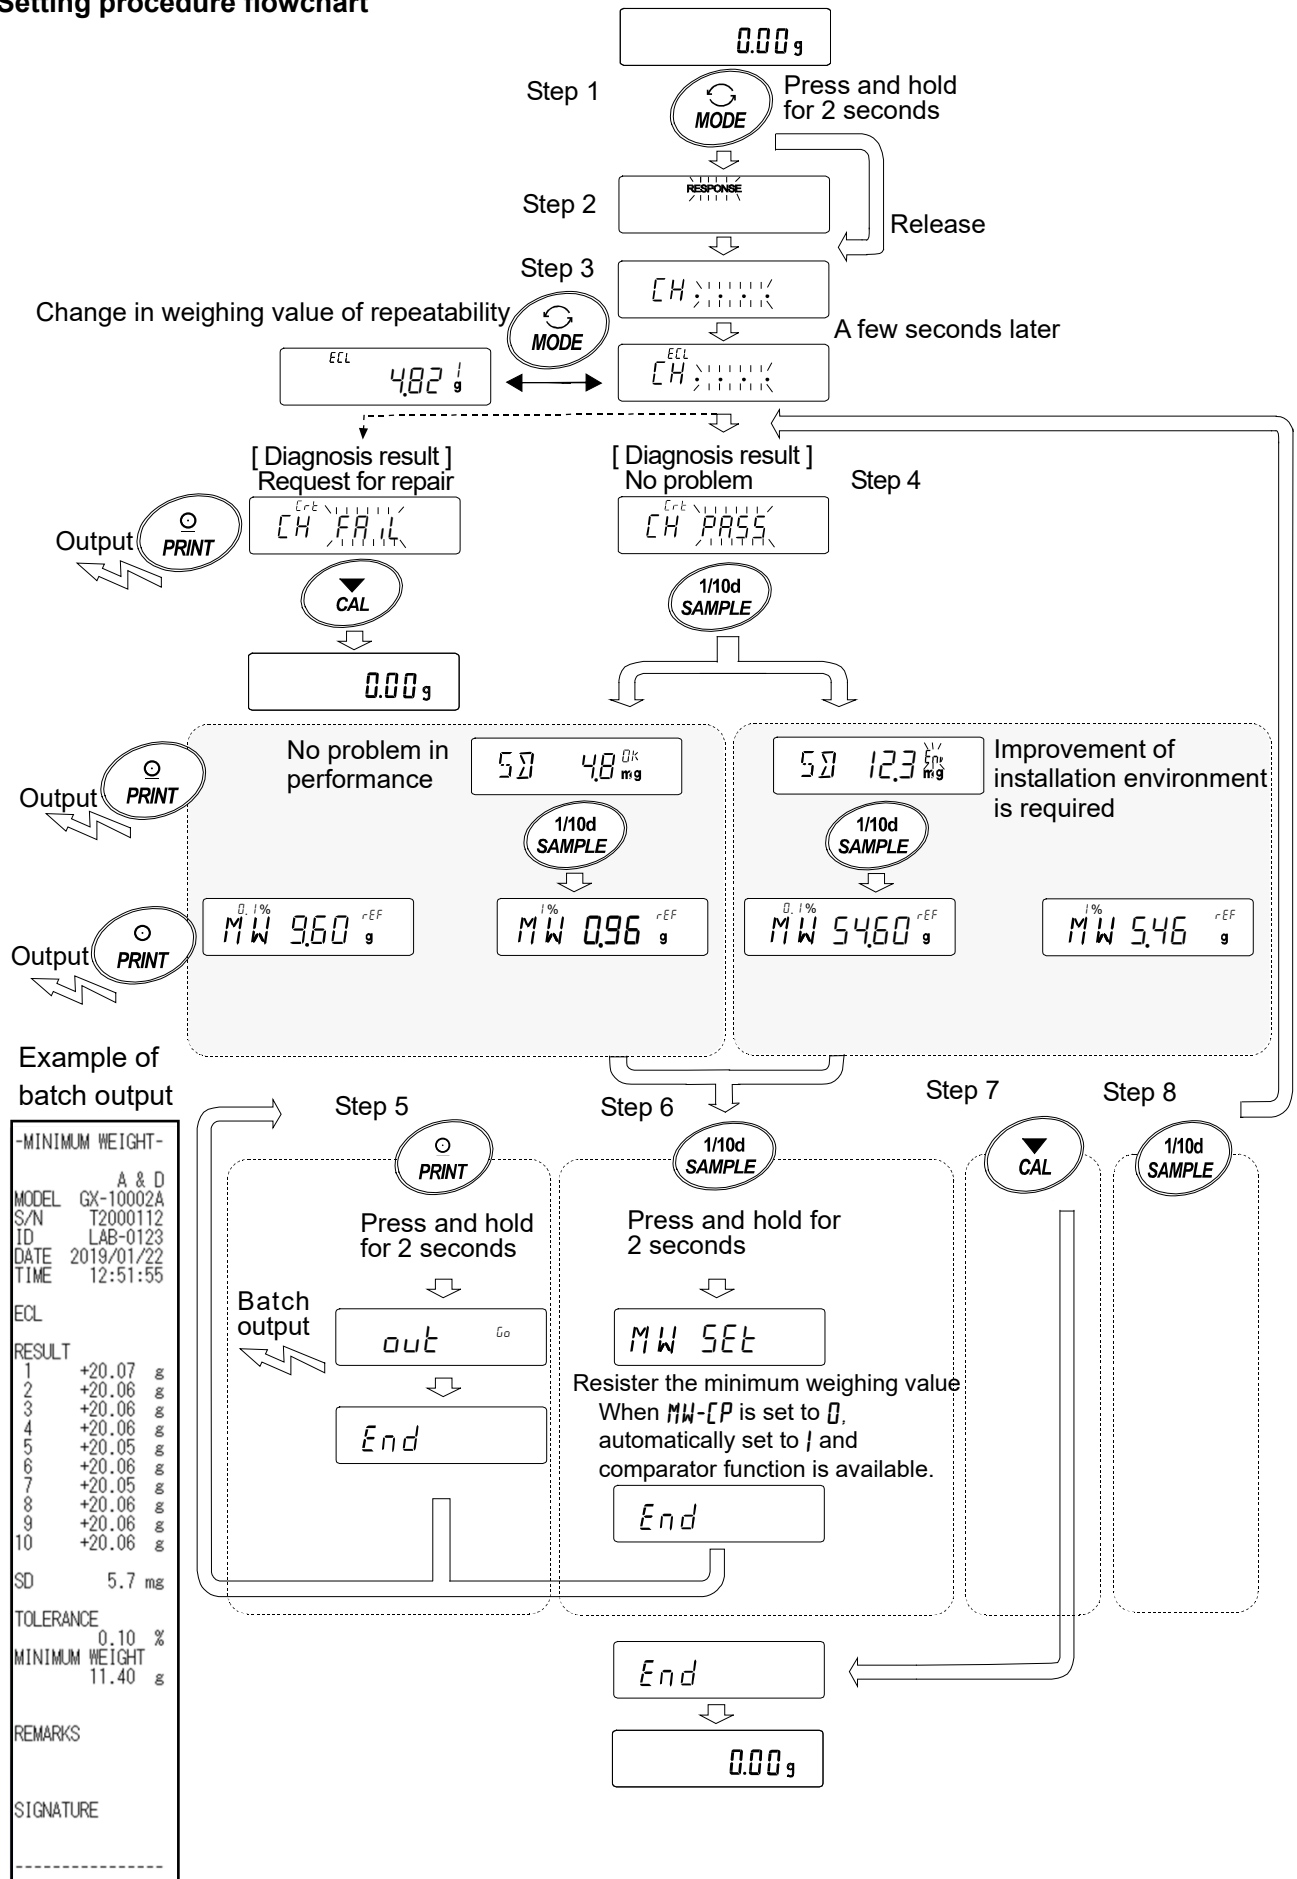 Setting procedure flowchart
0.00 g
Step 1
MODE
Press and hold
for 2 seconds
Step 2
RESPONSE
Release
Step 3
CH
Change in weighing value of repeatability
MODE
A few seconds later
ECL
4.82 g
ECL
CH
[ Diagnosis result ]
Request for repair
[ Diagnosis result ]
No problem
Step 4
Output
PRINT
Crt
CH FAiL
Crt
CH PASS
CAL
1/10d
SAMPLE
0.00 g
Output
PRINT
No problem in
performance
SD 4.8 OK mg
SD 12.3 Env mg
Improvement of
installation environment
is required
1/10d
SAMPLE
1/10d
SAMPLE
Output
PRINT
0.1%
MW 9.60 rEF g
1%
MW 0.96 rEF g
0.1%
MW 54.60 rEF g
1%
MW 5.46 rEF g
Example of
batch output
Step 5
Step 6
Step 7
Step 8
PRINT
1/10d
SAMPLE
CAL
1/10d
SAMPLE
Press and hold
for 2 seconds
Press and hold for
2 seconds
Batch
output
out Go
End
MW SEt
Resister the minimum weighing value
When MW-CP is set to 0,
automatically set to 1 and
comparator function is available.
End
End
0.00 g
-MINIMUM WEIGHT-
A & D
MODEL GX-10002A
S/N T2000112
ID LAB-0123
DATE 2019/01/22
TIME 12:51:55
ECL
RESULT
1 +20.07 g
2 +20.06 g
3 +20.06 g
4 +20.06 g
5 +20.05 g
6 +20.06 g
7 +20.05 g
8 +20.06 g
9 +20.06 g
10 +20.06 g
SD 5.7 mg
TOLERANCE
0.10 %
MINIMUM WEIGHT
11.40 g
REMARKS
SIGNATURE
-----------------